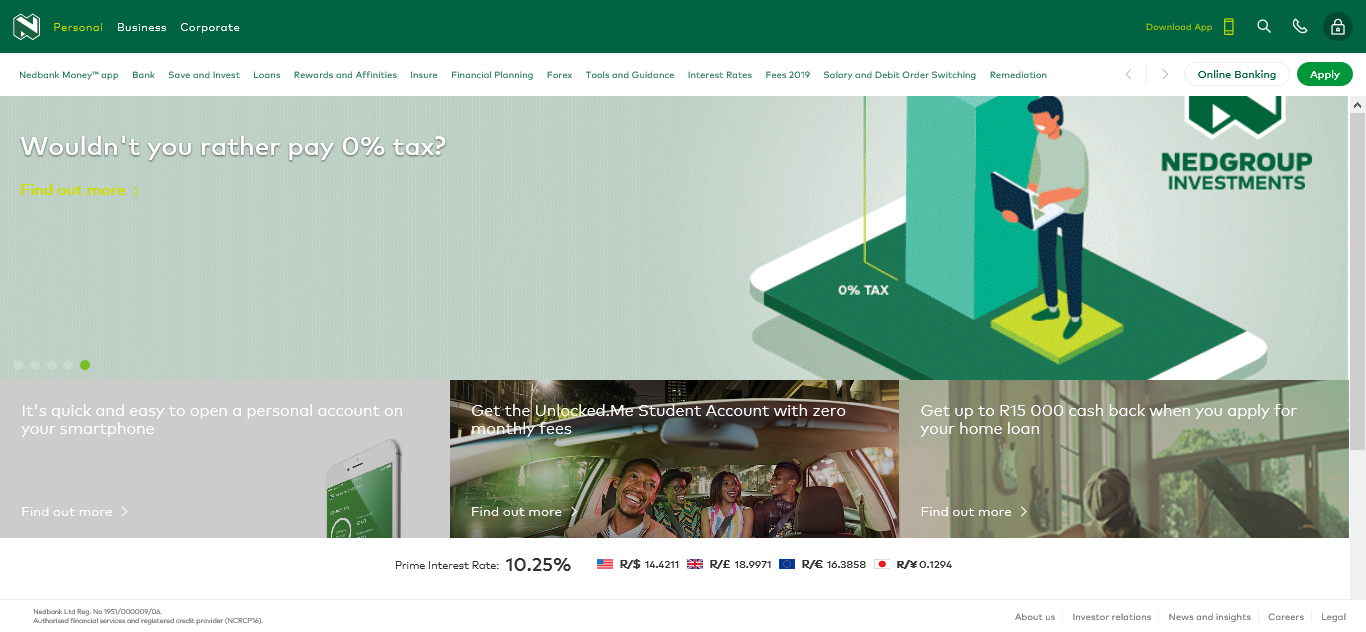 Personal Business Corporate
Download App
Nedbank Money™ app Bank Save and Invest Loans Rewards and Affinities Insure Financial Planning Forex Tools and Guidance Interest Rates Fees 2019 Salary and Debit Order Switching Remediation
Online Banking Apply
Wouldn't you rather pay 0% tax?
Find out more
NEDGROUP
INVESTMENTS
0% TAX
It's quick and easy to open a personal account on
your smartphone
Find out more
Get the Unlocked.Me Student Account with zero
monthly fees
Find out more
Get up to R15 000 cash back when you apply for
your home loan
Find out more
Prime Interest Rate: 10.25% R/$ 14.4211 R/£ 18.9971 R/€ 16.3858 R/¥ 0.1294
Nedbank Ltd Reg. No 1951/000009/06.
Authorised financial services and registered credit provider (NCRCP16).
About us Investor relations News and insights Careers Legal